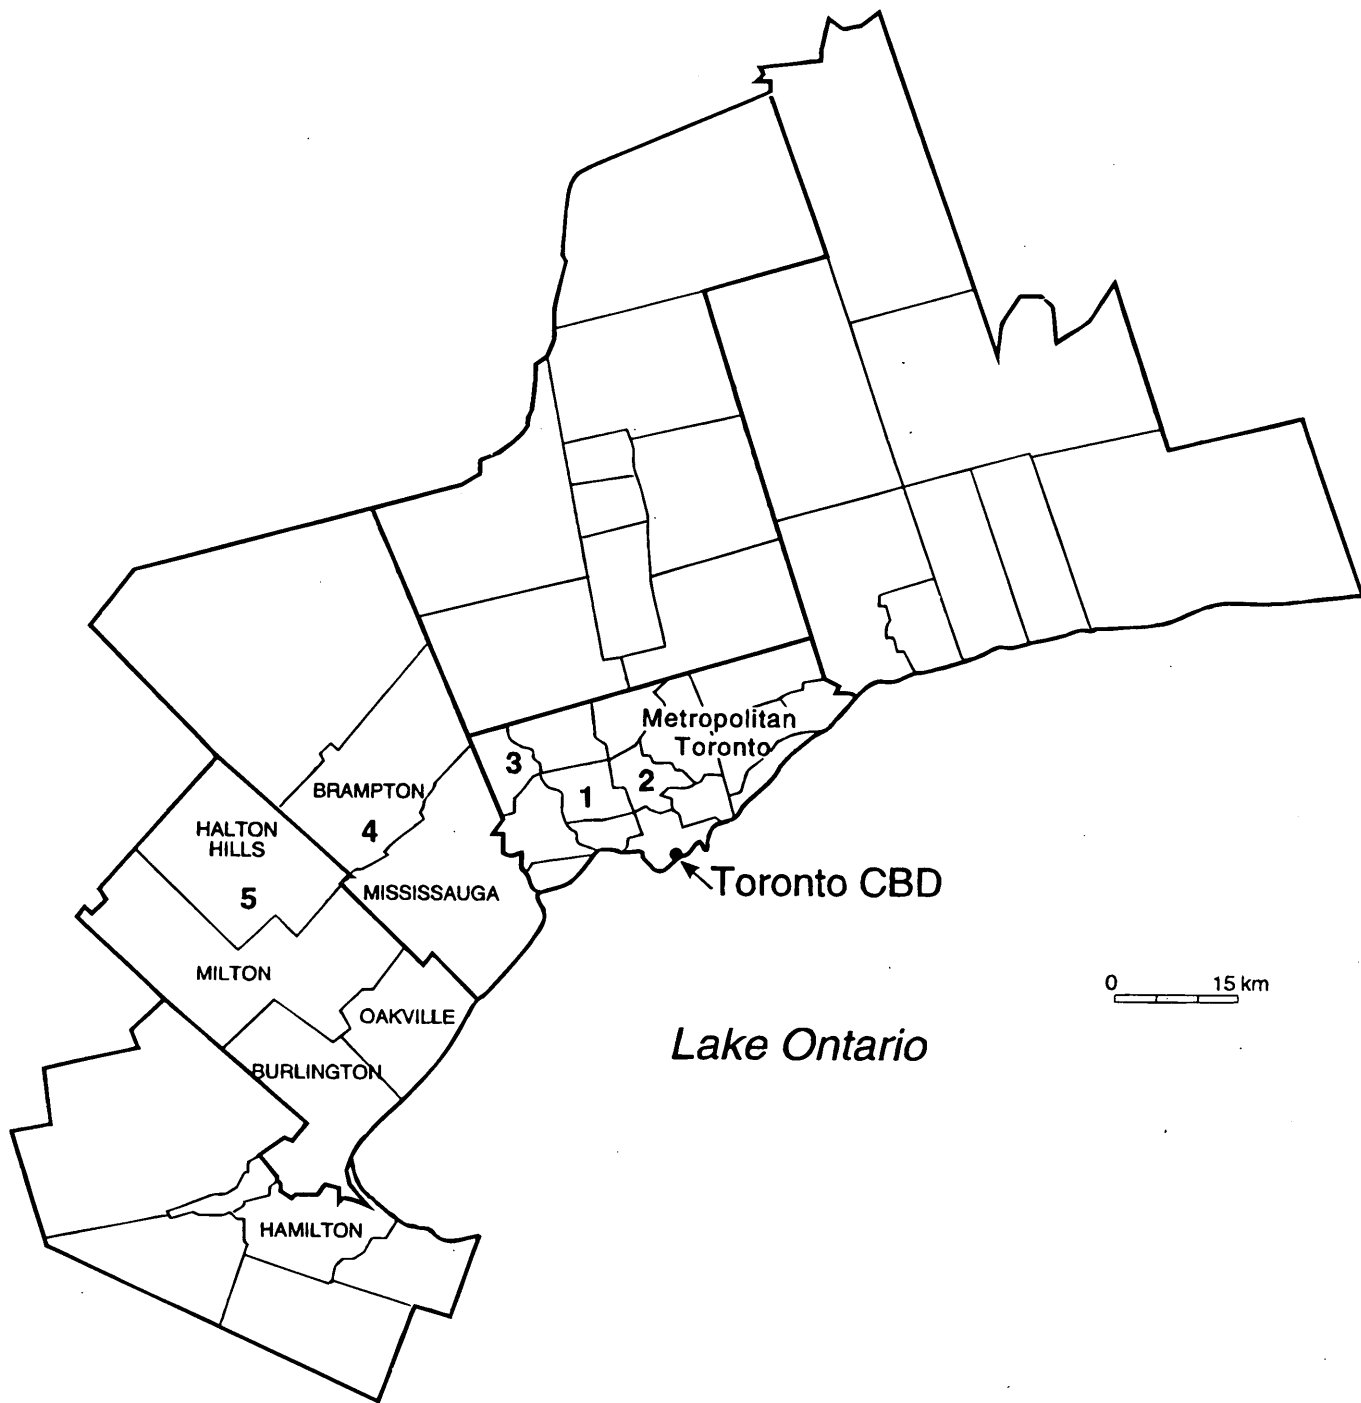 Metropolitan
Toronto
3
2
1
BRAMPTON
4
HALTON
HILLS
5
MISSISSAUGA
Toronto CBD
MILTON
OAKVILLE
0 15 km
Lake Ontario
BURLINGTON
HAMILTON